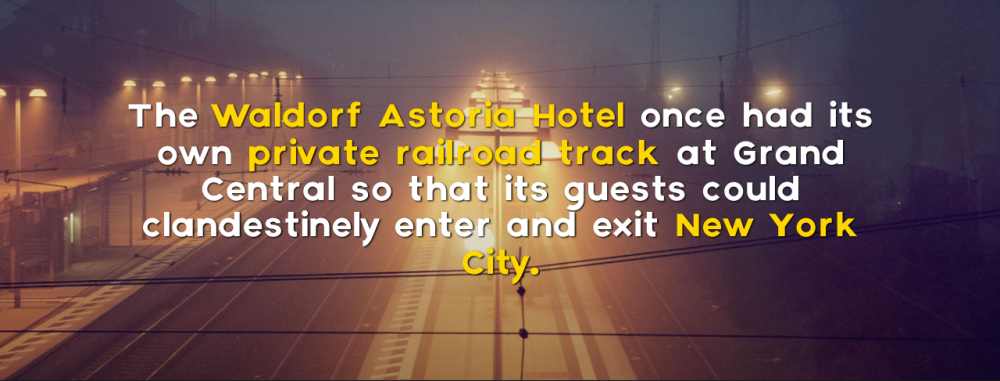 The Waldorf Astoria Hotel once had its
own private railroad track at Grand
Central so that its guests could
clandestinely enter and exit New York
City.